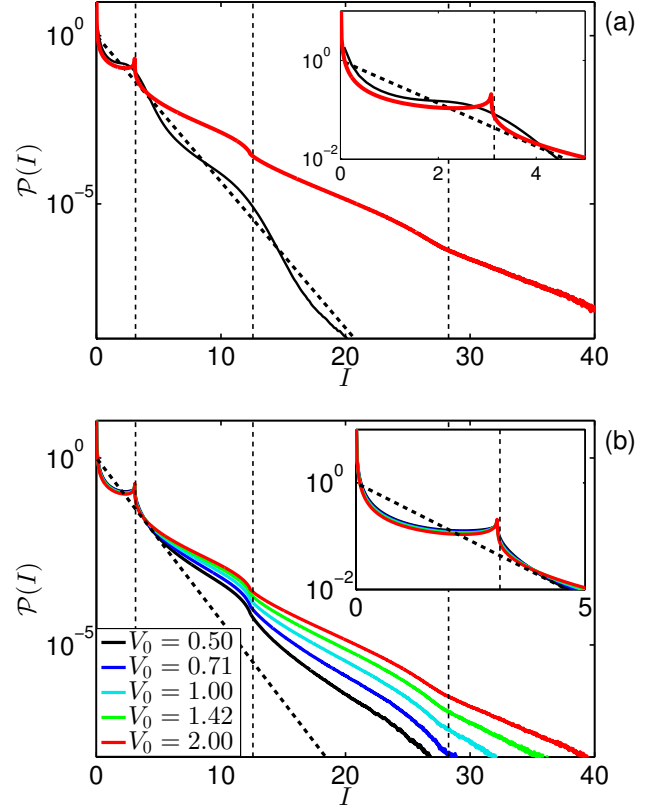 (a)
𝒫(I)
10^0
10^-5
0 10 20 30 40
I
10^0
10^-2
0 2 4
(b)
𝒫(I)
10^0
10^-5
0 10 20 30 40
I
V_0 = 0.50
V_0 = 0.71
V_0 = 1.00
V_0 = 1.42
V_0 = 2.00
10^0
10^-2
0 5